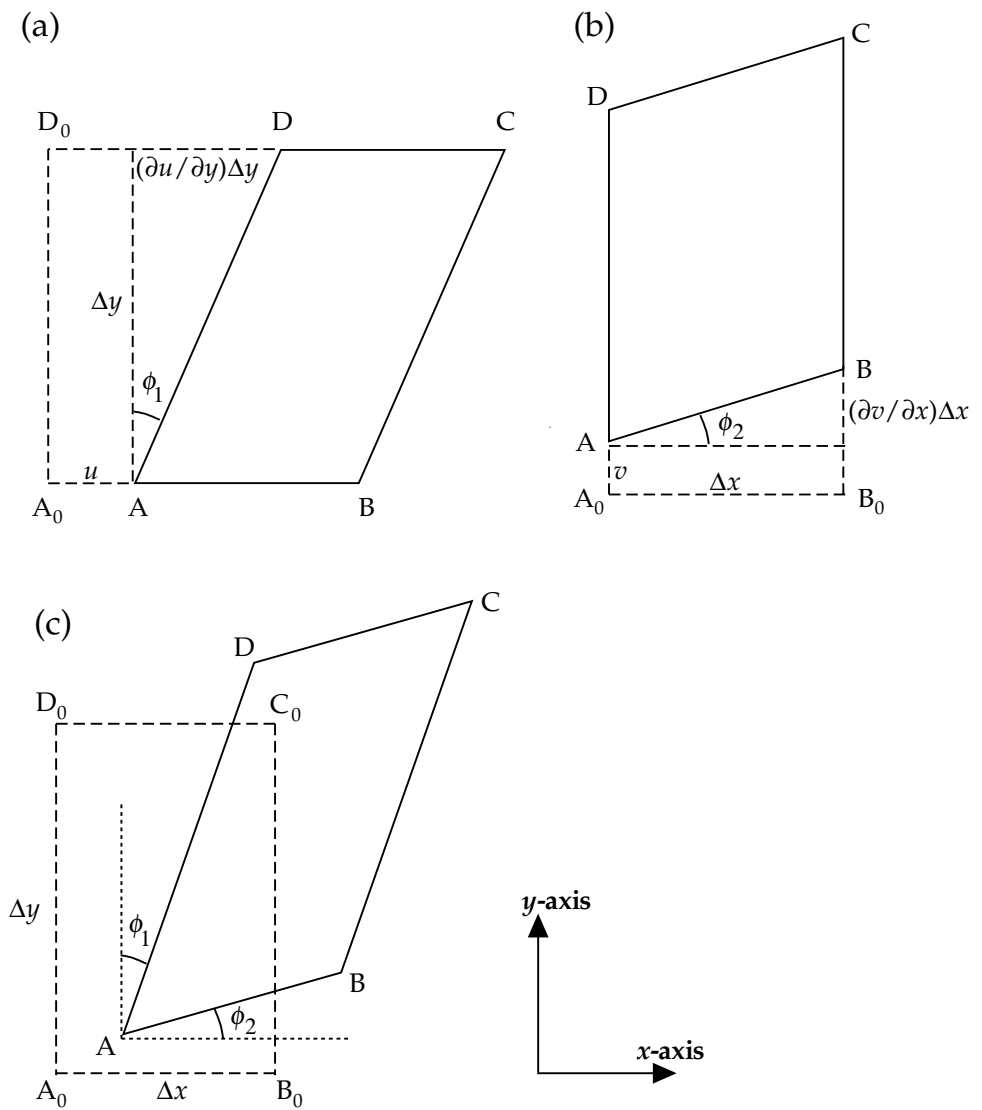 (a)
D₀ D C
(∂u/∂y)Δy
Δy
ϕ₁
u
A₀ A B
(b)
C
D
B
(∂v/∂x)Δx
ϕ₂
A
v
Δx
A₀ B₀
(c)
C
D
D₀ C₀
Δy
ϕ₁
B
ϕ₂
A
A₀ Δx B₀
y-axis
x-axis